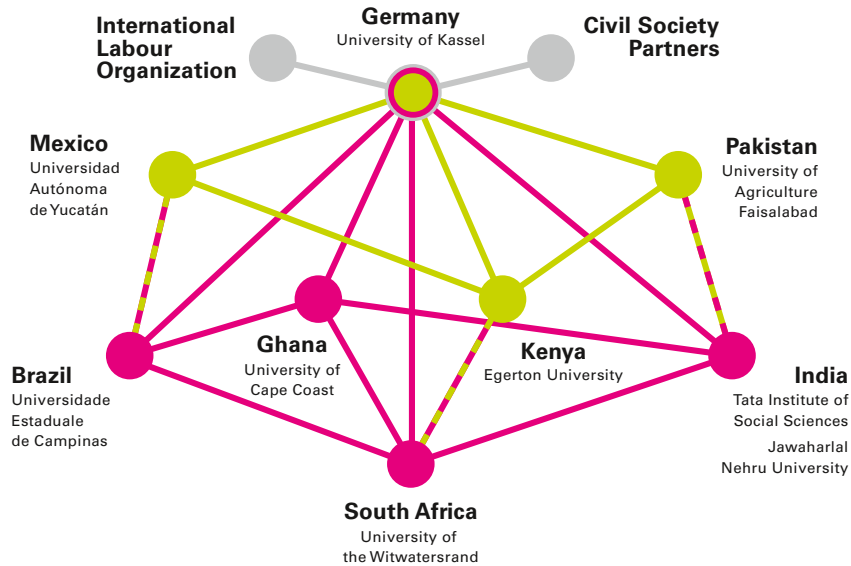 International
Labour
Organization
Germany
University of Kassel
Civil Society
Partners
Mexico
Universidad
Autónoma
de Yucatán
Pakistan
University of
Agriculture
Faisalabad
Brazil
Universidade
Estaduale
de Campinas
Ghana
University of
Cape Coast
Kenya
Egerton University
India
Tata Institute of
Social Sciences
Jawaharlal
Nehru University
South Africa
University of
the Witwatersrand